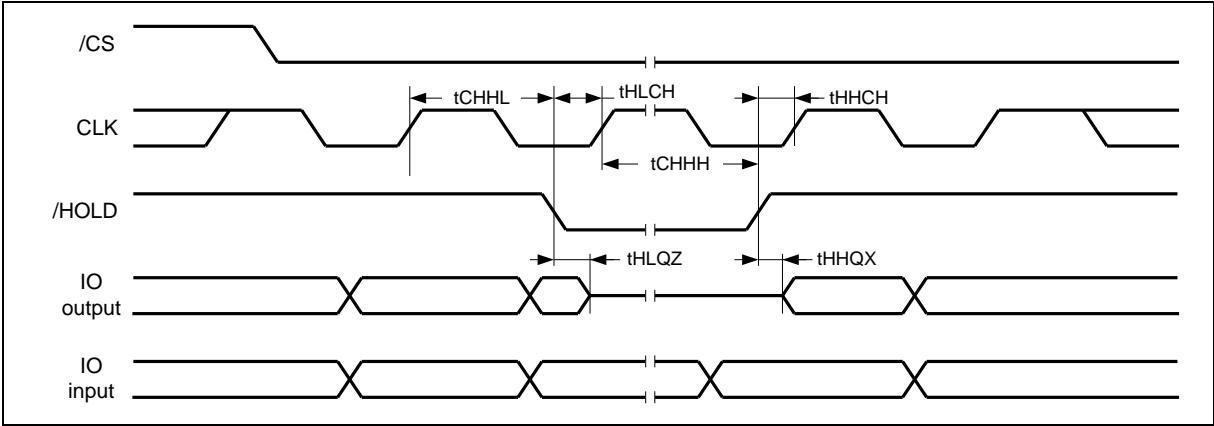 /CS
tCHHL
tHLCH
tHHCH
CLK
tCHHH
/HOLD
tHLQZ
tHHQX
IO
output
IO
input